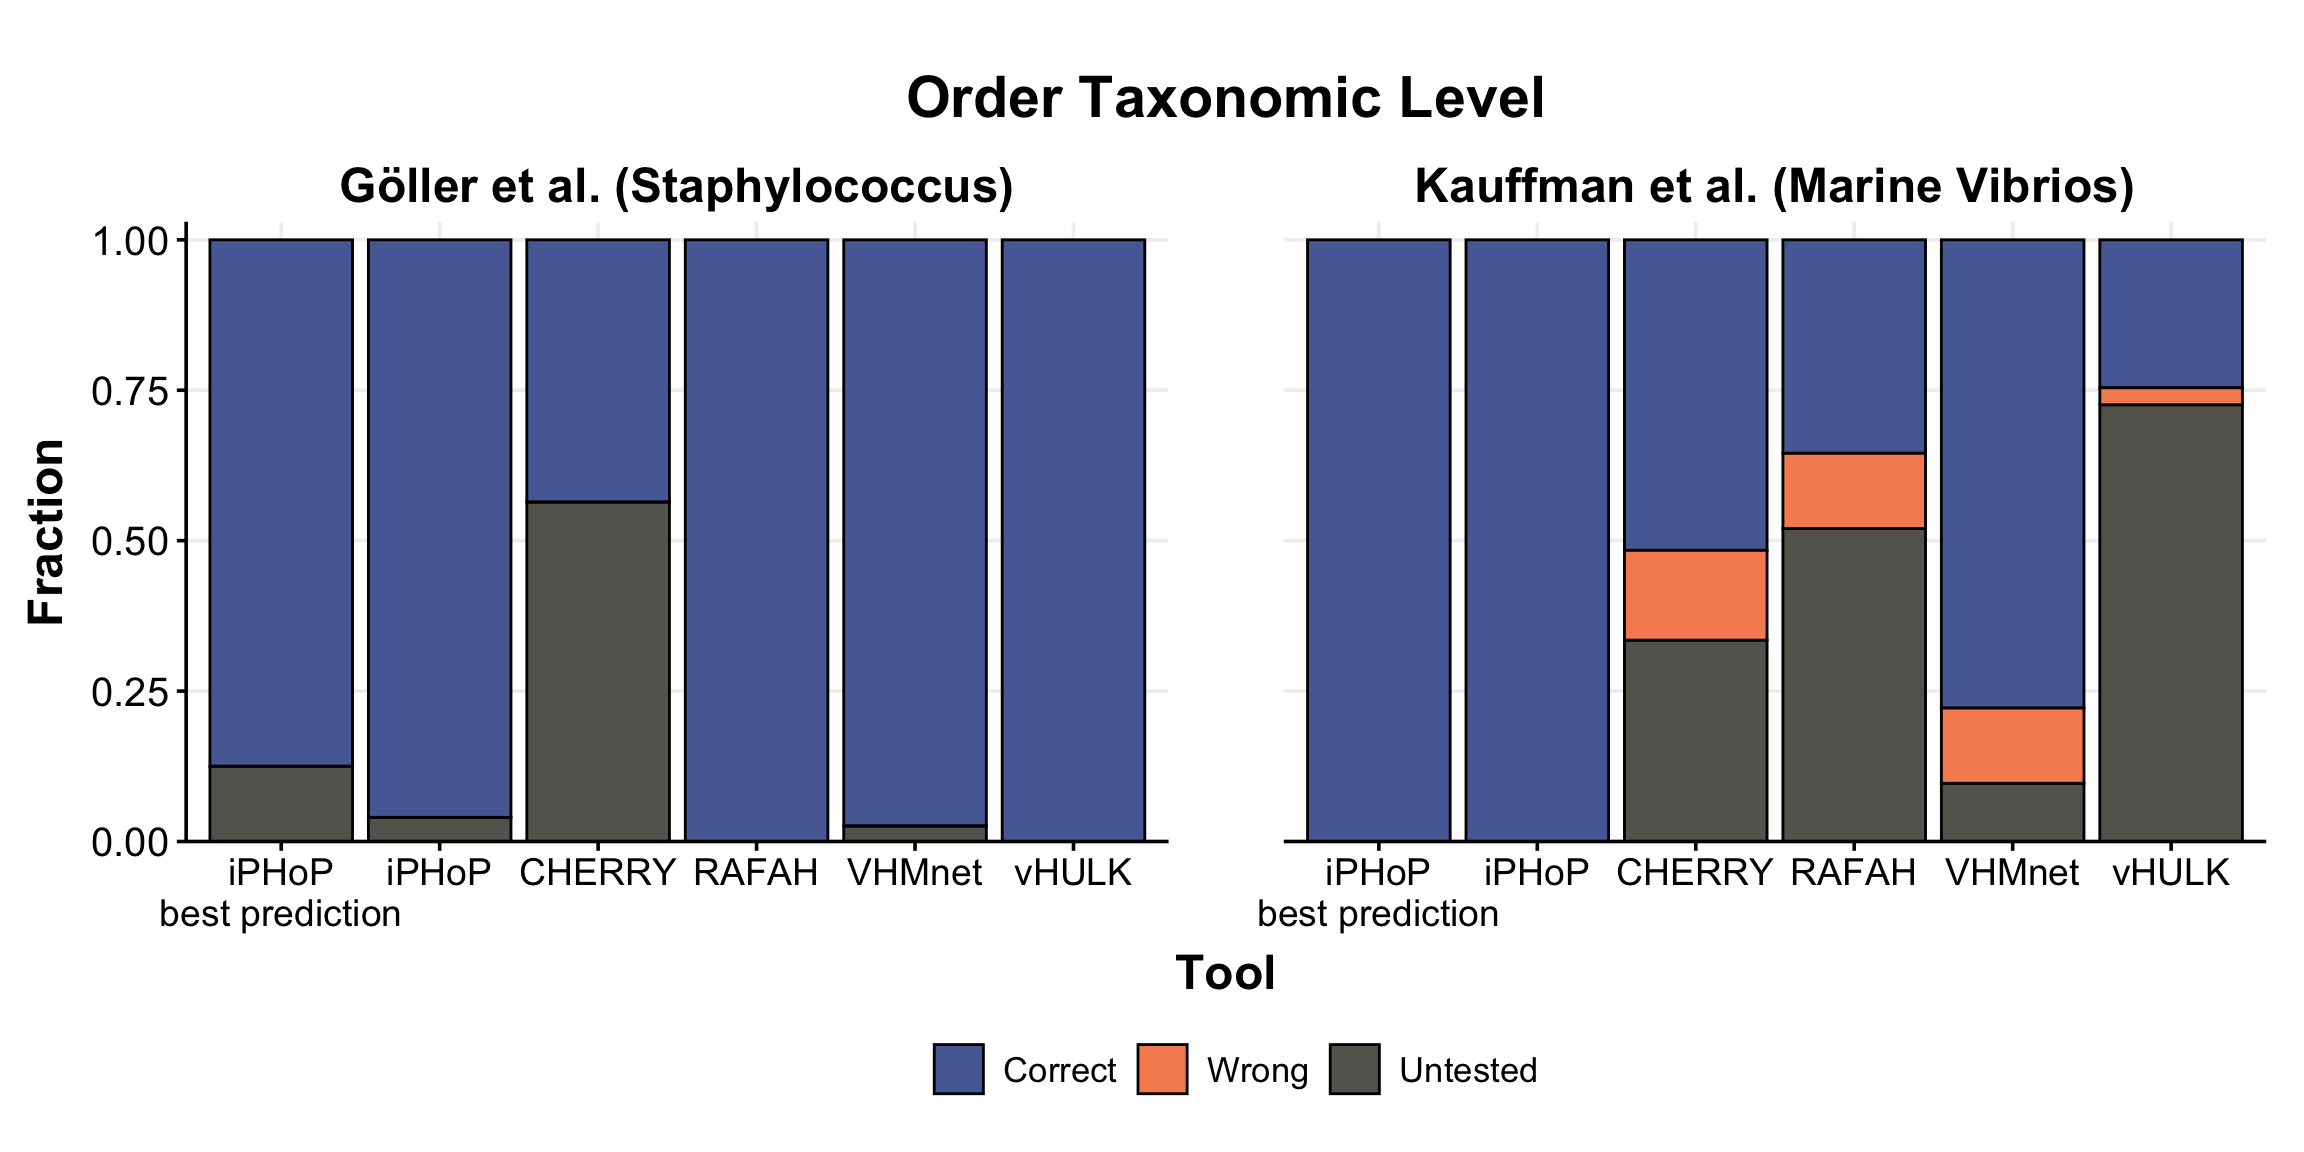 Order Taxonomic Level
Göller et al. (Staphylococcus)
Kauffman et al. (Marine Vibrios)
Fraction
1.00
0.75
0.50
0.25
0.00
iPHoP
best prediction
iPHoP
CHERRY
RAFAH
VHMnet
vHULK
iPHoP
best prediction
iPHoP
CHERRY
RAFAH
VHMnet
vHULK
Tool
Correct
Wrong
Untested